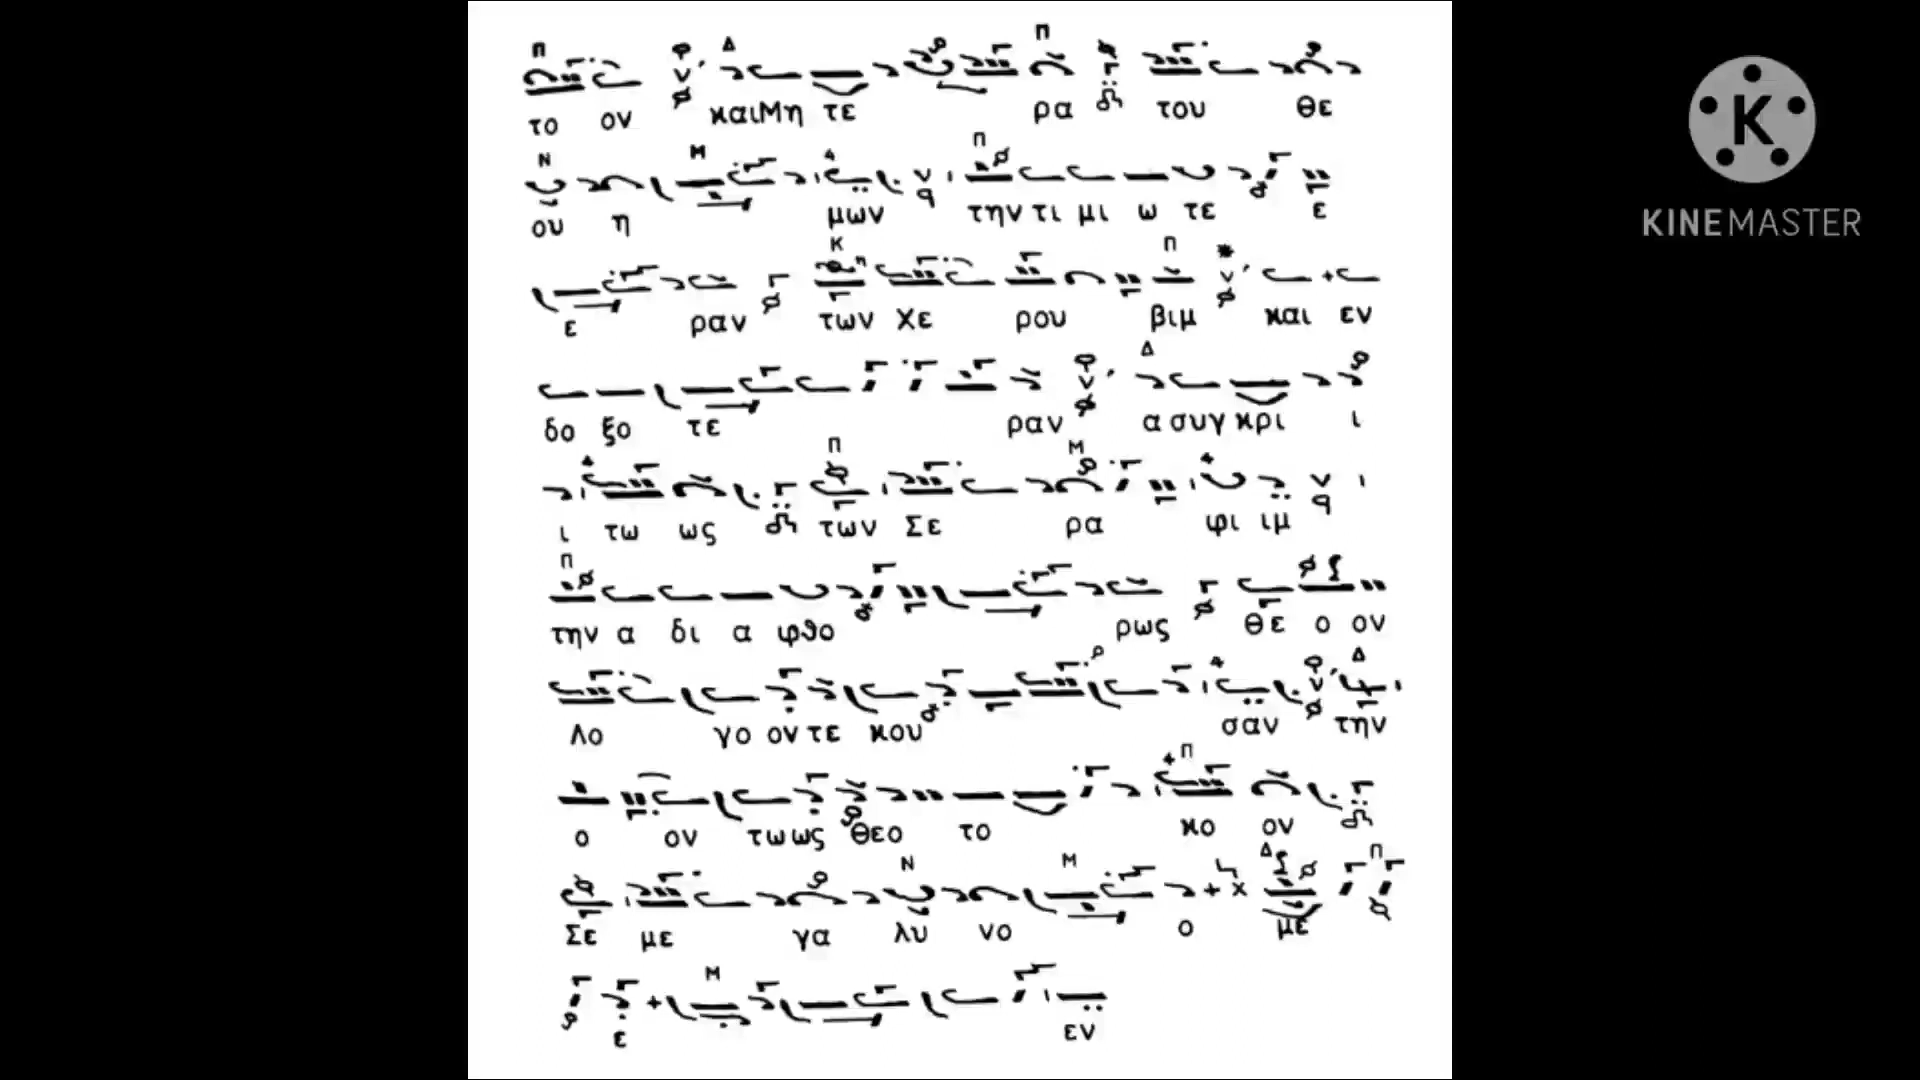 το ον καιΜη τε ρα του θε
ου η μων την τι μι ω τε ε
ε ραν των χε ρου βιμ και εν
δο ξο τε ραν α συγ κρι ι
ι τω ως των Σε ρα φι ιμ
την α δι α φθο ρως Θε ο ον
Λο γο ον τε κου σαν την
ο ον τω ως Θεο το κο ον
Σε με γα λυ νο ο με
ε εν
K
KINEMASTER